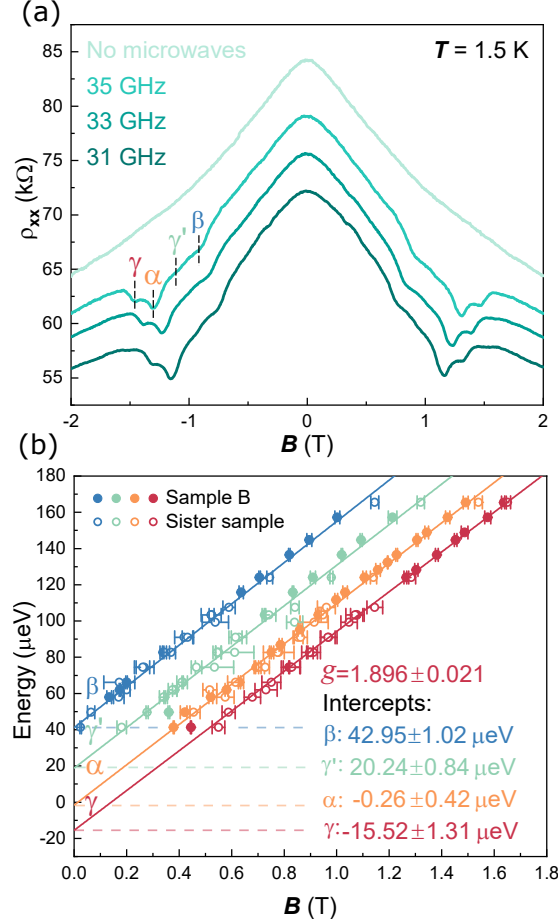 (a)
No microwaves
T = 1.5 K
35 GHz
33 GHz
31 GHz
85
80
75
70
65
60
55
ρxx (kΩ)
β
γ'
α
γ
-2 -1 0 1 2
B (T)
(b)
180
160
140
120
100
80
60
40
20
0
-20
Energy (μeV)
Sample B
Sister sample
β
γ'
α
γ
g=1.896±0.021
Intercepts:
β: 42.95±1.02 μeV
γ': 20.24±0.84 μeV
α: -0.26±0.42 μeV
γ: -15.52±1.31 μeV
0.0 0.2 0.4 0.6 0.8 1.0 1.2 1.4 1.6 1.8
B (T)